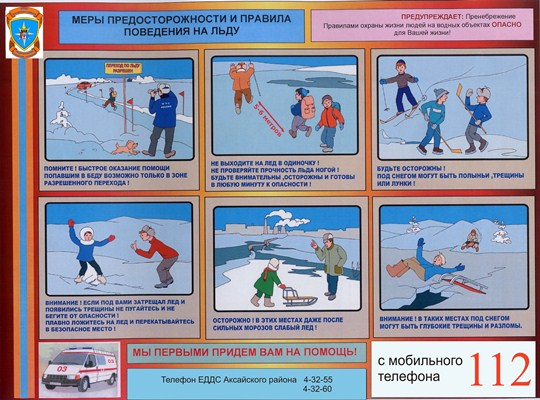 МЕРЫ ПРЕДОСТОРОЖНОСТИ И ПРАВИЛА
ПОВЕДЕНИЯ НА ЛЬДУ
ПРЕДУПРЕЖДАЕТ: Пренебрежение
Правилами охраны жизни людей на водных объектах ОПАСНО
для Вашей жизни!
ПЕРЕХОД ПО ЛЬДУ
РАЗРЕШЕН
5-6 метров
ПОМНИТЕ ! БЫСТРОЕ ОКАЗАНИЕ ПОМОЩИ
ПОПАВШИМ В БЕДУ ВОЗМОЖНО ТОЛЬКО В ЗОНЕ
РАЗРЕШЕННОГО ПЕРЕХОДА !
НЕ ВЫХОДИТЕ НА ЛЕД В ОДИНОЧКУ !
НЕ ПРОВЕРЯЙТЕ ПРОЧНОСТЬ ЛЬДА НОГОЙ !
БУДЬТЕ ВНИМАТЕЛЬНЫ ,ОСТОРОЖНЫ И ГОТОВЫ
В ЛЮБУЮ МИНУТУ К ОПАСНОСТИ !
БУДЬТЕ ОСТОРОЖНЫ !
ПОД СНЕГОМ МОГУТ БЫТЬ ПОЛЫНЬИ ,ТРЕЩИНЫ
ИЛИ ЛУНКИ !
ВНИМАНИЕ ! ЕСЛИ ПОД ВАМИ ЗАТРЕЩАЛ ЛЕД И
ПОЯВИЛИСЬ ТРЕЩИНЫ НЕ ПУГАЙТЕСЬ И НЕ
БЕГИТЕ ОТ ОПАСНОСТИ !
ПЛАВНО ЛОЖИТЕСЬ НА ЛЕД И ПЕРЕКАТЫВАЙТЕСЬ
В БЕЗОПАСНОЕ МЕСТО !
ОСТОРОЖНО ! В ЭТИХ МЕСТАХ ДАЖЕ ПОСЛЕ
СИЛЬНЫХ МОРОЗОВ СЛАБЫЙ ЛЕД !
ВНИМАНИЕ ! В ТАКИХ МЕСТАХ ПОД СНЕГОМ
МОГУТ БЫТЬ ГЛУБОКИЕ ТРЕЩИНЫ И РАЗЛОМЫ.
03
03
МЫ ПЕРВЫМИ ПРИДЕМ ВАМ НА ПОМОЩЬ!
Телефон ЕДДС Аксайского района 4-32-55
4-32-60
с мобильного
телефона
112